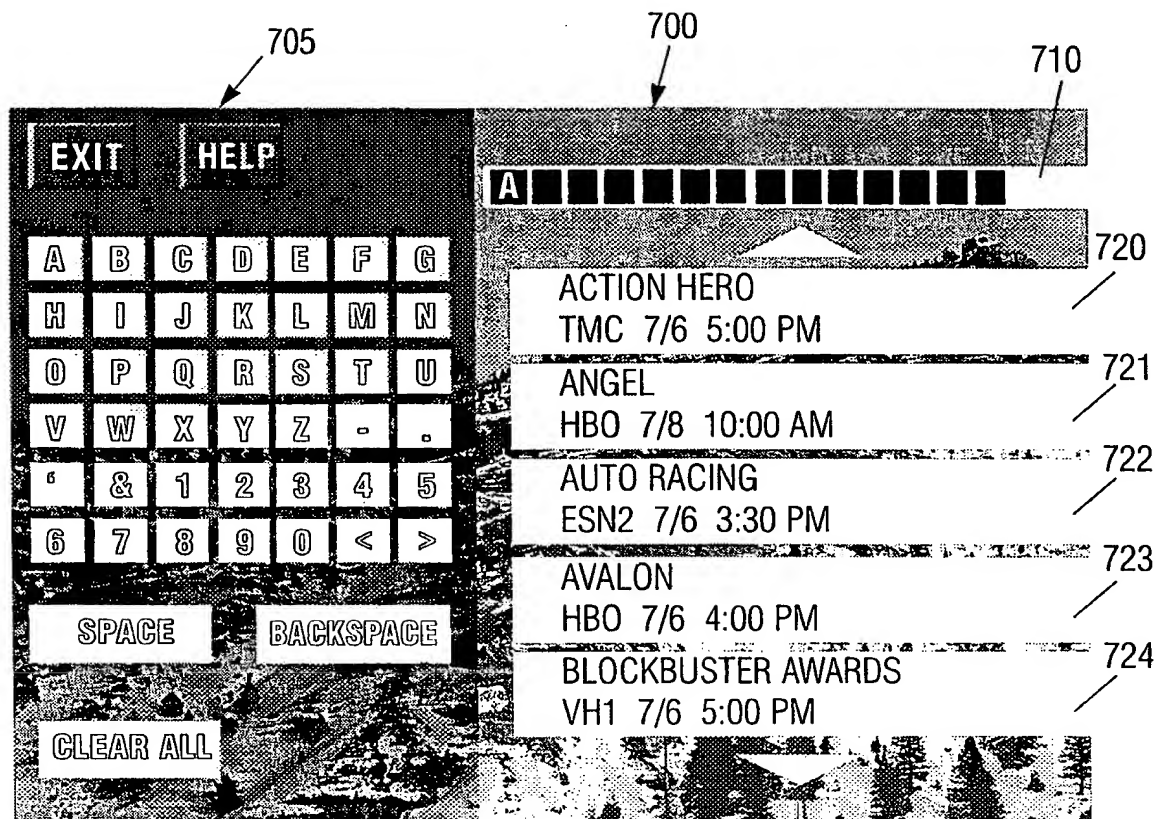 705
700
710
EXIT HELP
A
A B C D E F G
H I J K L M N
O P Q R S T U
V W X Y Z - .
‘ & 1 2 3 4 5
6 7 8 9 0 < >
SPACE BACKSPACE
CLEAR ALL
ACTION HERO
TMC 7/6 5:00 PM
720
ANGEL
HBO 7/8 10:00 AM
721
AUTO RACING
ESN2 7/6 3:30 PM
722
AVALON
HBO 7/6 4:00 PM
723
BLOCKBUSTER AWARDS
VH1 7/6 5:00 PM
724